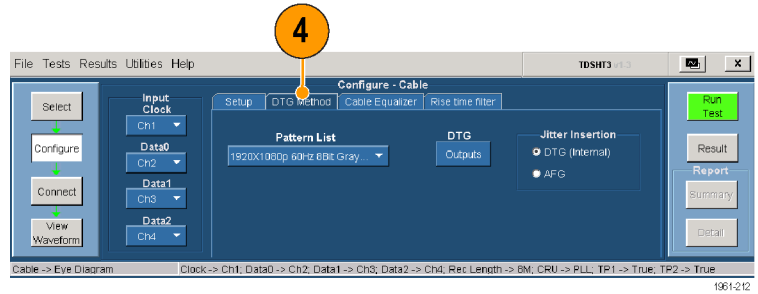 4
File Tests Results Utilities Help
TDSHT3 v1.3
x
Configure - Cable
Select
Configure
Connect
View
Waveform
Input
Clock
Ch1
Data0
Ch2
Data1
Ch3
Data2
Ch4
Setup DTG Method Cable Equalizer Rise time filter
Pattern List
1920X1080p 60Hz 8Bit Gray...
DTG
Outputs
Jitter Insertion
DTG (Internal)
AFG
Run
Test
Result
Report
Summary
Detail
Cable -> Eye Diagram
Clock -> Ch1; Data0 -> Ch2; Data1 -> Ch3; Data2 -> Ch4; Rec Length -> 8M; CRU -> PLL; TP1 -> True; TP2 -> True
1961-212